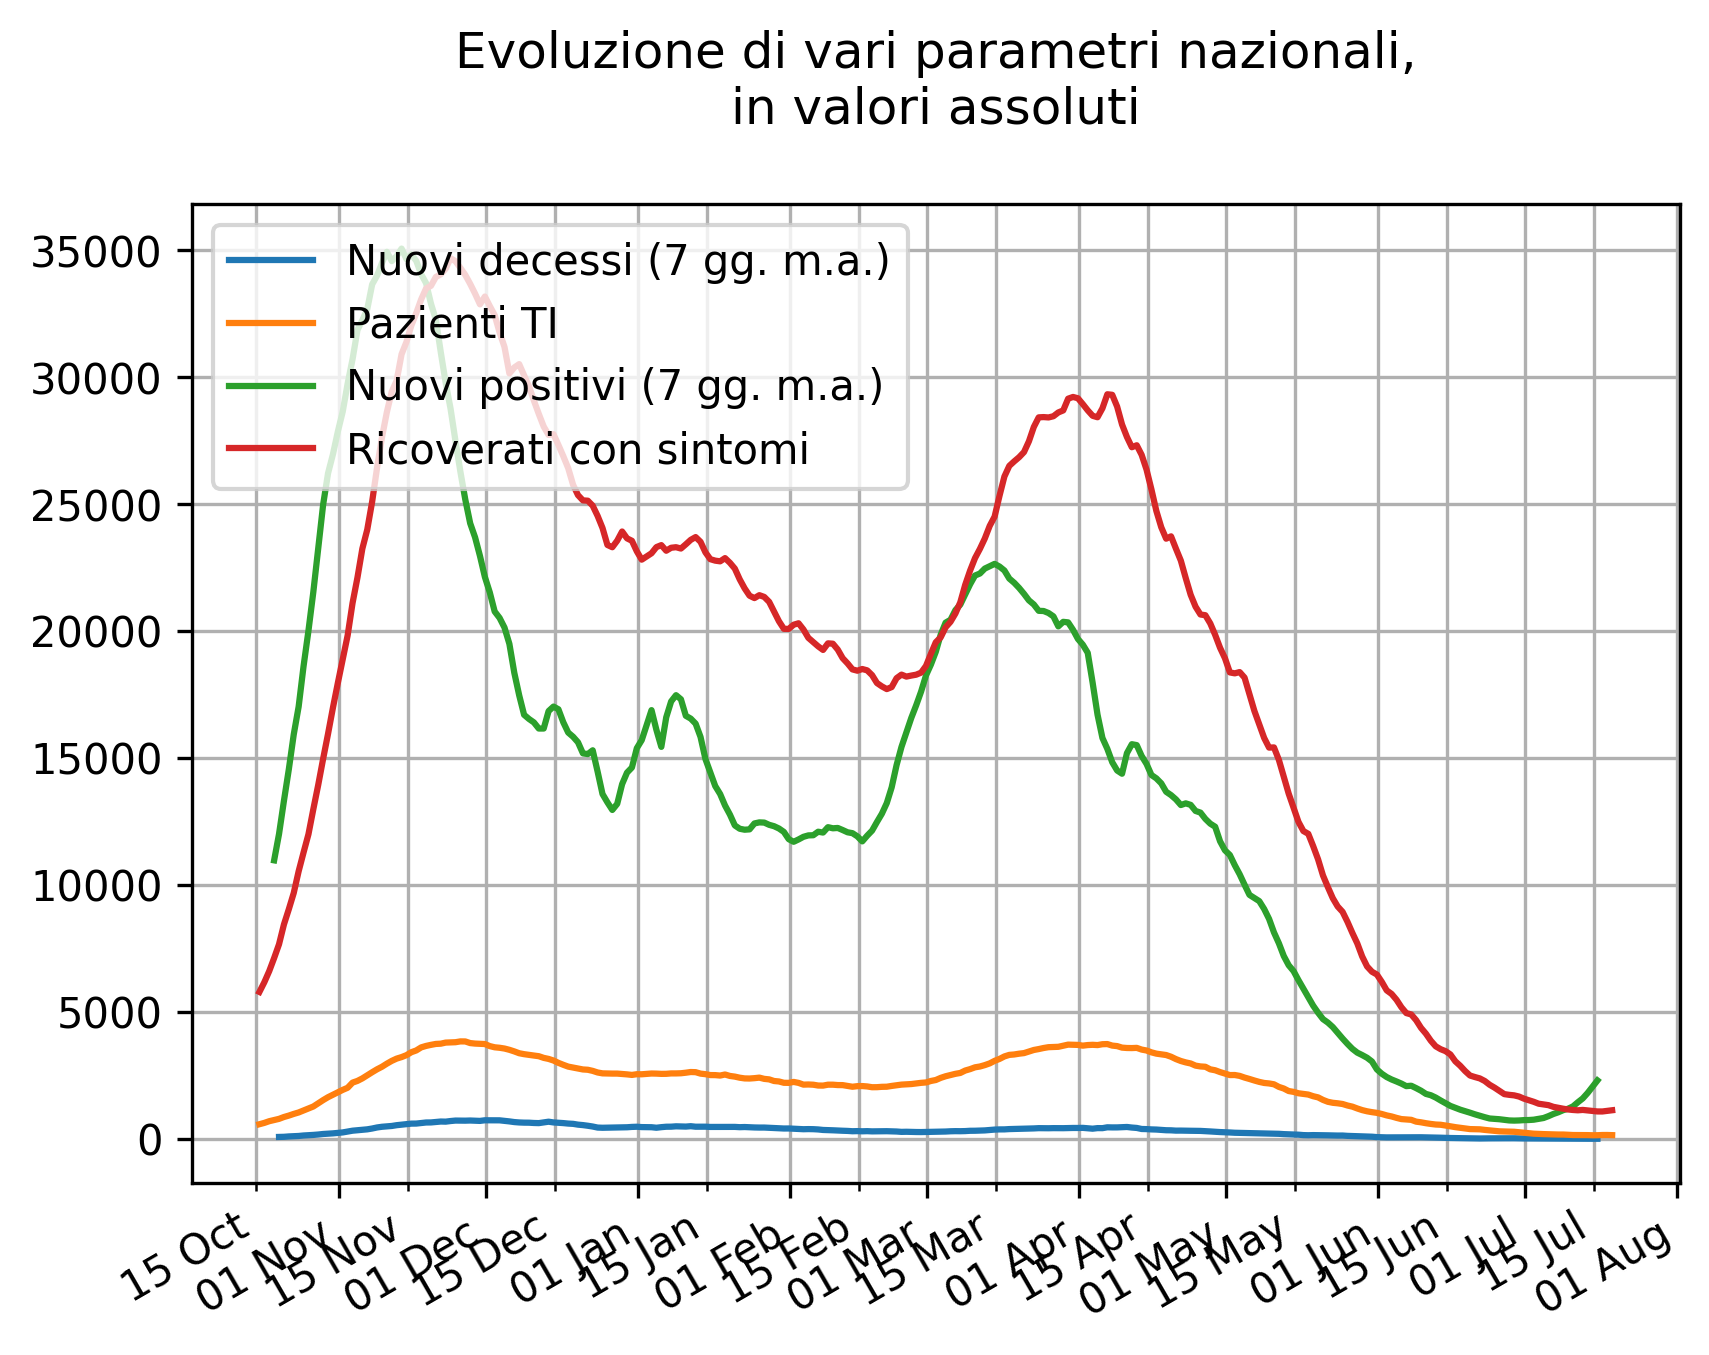 Evoluzione di vari parametri nazionali,
in valori assoluti
Nuovi decessi (7 gg. m.a.)
Pazienti TI
Nuovi positivi (7 gg. m.a.)
Ricoverati con sintomi
35000
30000
25000
20000
15000
10000
5000
0
15 Oct
01 Nov
15 Nov
01 Dec
15 Dec
01 Jan
15 Jan
01 Feb
15 Feb
01 Mar
15 Mar
01 Apr
15 Apr
01 May
15 May
01 Jun
15 Jun
01 Jul
15 Jul
01 Aug